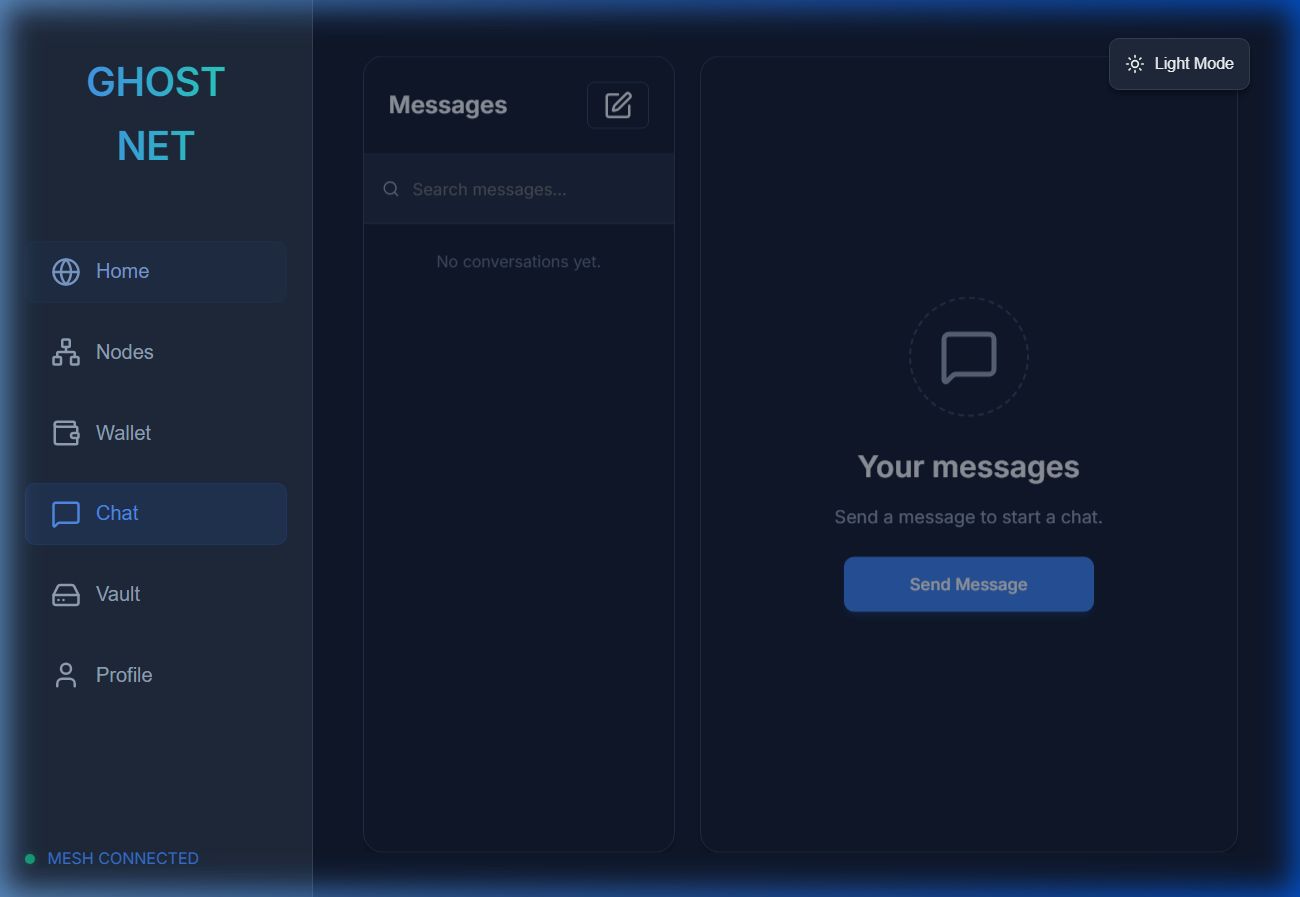 GHOST
NET
Home
Nodes
Wallet
Chat
Vault
Profile
MESH CONNECTED
Messages
Search messages...
No conversations yet.
Light Mode
Your messages
Send a message to start a chat.
Send Message